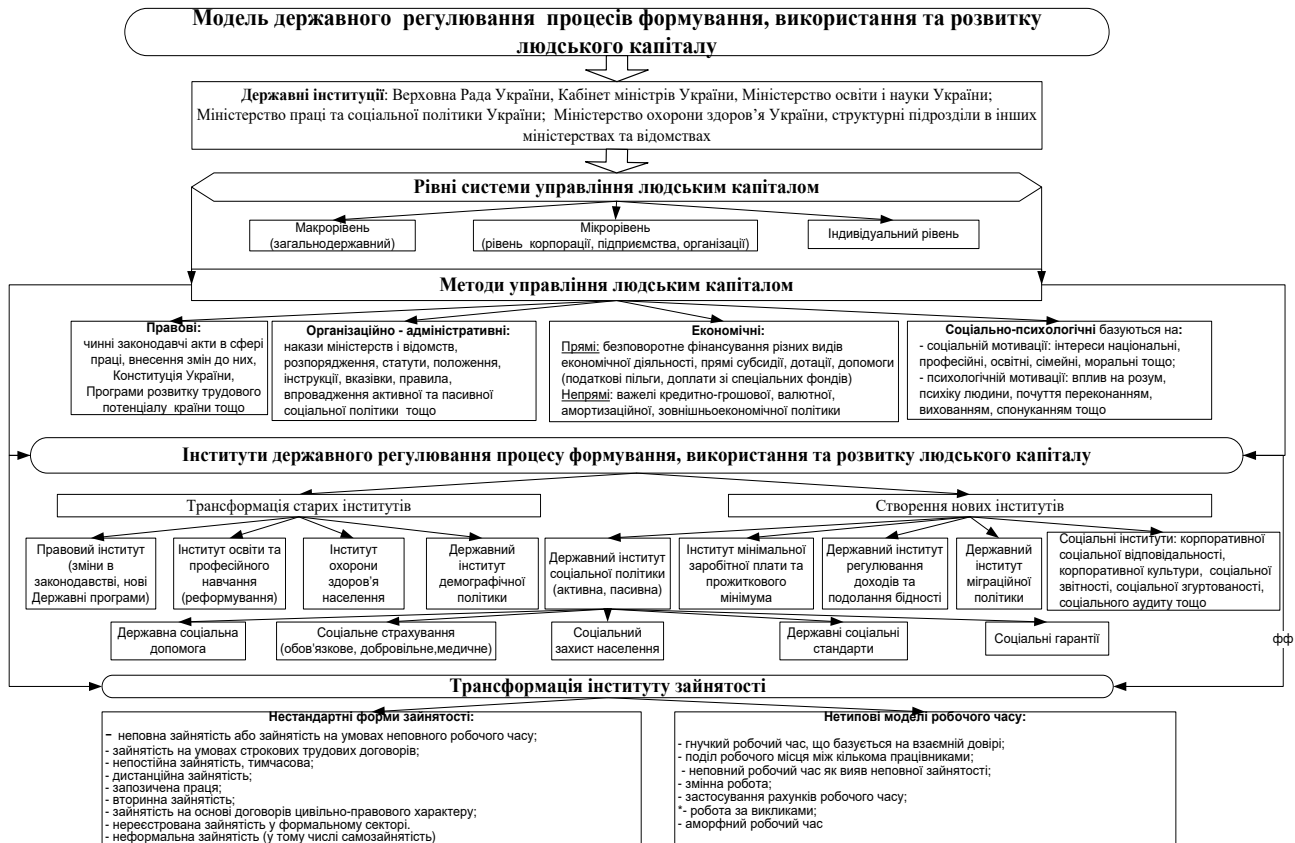 Модель державного регулювання процесів формування, використання та розвитку
людського капіталу
Державні інституції: Верховна Рада України, Кабінет міністрів України, Міністерство освіти і науки України;
Міністерство праці та соціальної політики України; Міністерство охорони здоров’я України, структурні підрозділи в інших
міністерствах та відомствах
Рівні системи управління людським капіталом
Макрорівень
(загальнодержавний)
Мікрорівень
(рівень корпорації, підприємства, організації)
Індивідуальний рівень
Методи управління людським капіталом
Правові:
чинні законодавчі акти в сфері
праці, внесення змін до них,
Конституція України,
Програми розвитку трудового
потенціалу країни тощо
Організаційно - адміністративні:
накази міністерств і відомств,
розпорядження, статути, положення,
інструкції, вказівки, правила,
впровадження активної та пасивної
соціальної політики тощо
Економічні:
Прямі: безповоротне фінансування різних видів
економічної діяльності, прямі субсидії, дотації, допомоги
(податкові пільги, доплати зі спеціальних фондів)
Непрямі: важелі кредитно-грошової, валютної,
амортизаційної, зовнішньоекономічної політики
Соціально-психологічні базуються на:
- соціальній мотивації: інтереси національні,
професійні, освітні, сімейні, моральні тощо;
- психологічній мотивації: вплив на розум,
психіку людини, почуття переконанням,
вихованням, спонуканням тощо
Інститути державного регулювання процесу формування, використання та розвитку людського капіталу
Трансформація старих інститутів
Створення нових інститутів
Правовий інститут
(зміни в
законодавстві, нові
Державні програми)
Інститут освіти та
професійного
навчання
(реформування)
Інститут
охорони
здоров’я
населення
Державний
інститут
демографічної
політики
Державний інститут
соціальної політики
(активна, пасивна)
Інститут мінімальної
заробітної плати та
прожиткового
мінімума
Державний інститут
регулювання
доходів та
подолання бідності
Державний
інститут
міграційної
політики
Соціальні інститути: корпоративної
соціальної відповідальності,
корпоративної культури, соціальної
звітності, соціальної згуртованості,
соціального аудиту тощо
Державна соціальна
допомога
Соціальне страхування
(обов’язкове, добровільне,медичне)
Соціальний
захист населення
Державні соціальні
стандарти
Соціальні гарантії
фф
Трансформація інституту зайнятості
Нестандартні форми зайнятості:
- неповна зайнятість або зайнятість на умовах неповного робочого часу;
- зайнятість на умовах строкових трудових договорів;
- непостійна зайнятість, тимчасова;
- дистанційна зайнятість;
- запозичена праця;
- вторинна зайнятість;
- зайнятість на основі договорів цивільно-правового характеру;
- нереєстрована зайнятість у формальному секторі.
- неформальна зайнятість (у тому числі самозайнятість)
Нетипові моделі робочого часу:
- гнучкий робочий час, що базується на взаємній довірі;
- поділ робочого місця між кількома працівниками;
- неповний робочий час як вияв неповної зайнятості;
- змінна робота;
- застосування рахунків робочого часу;
*- робота за викликами;
- аморфний робочий час